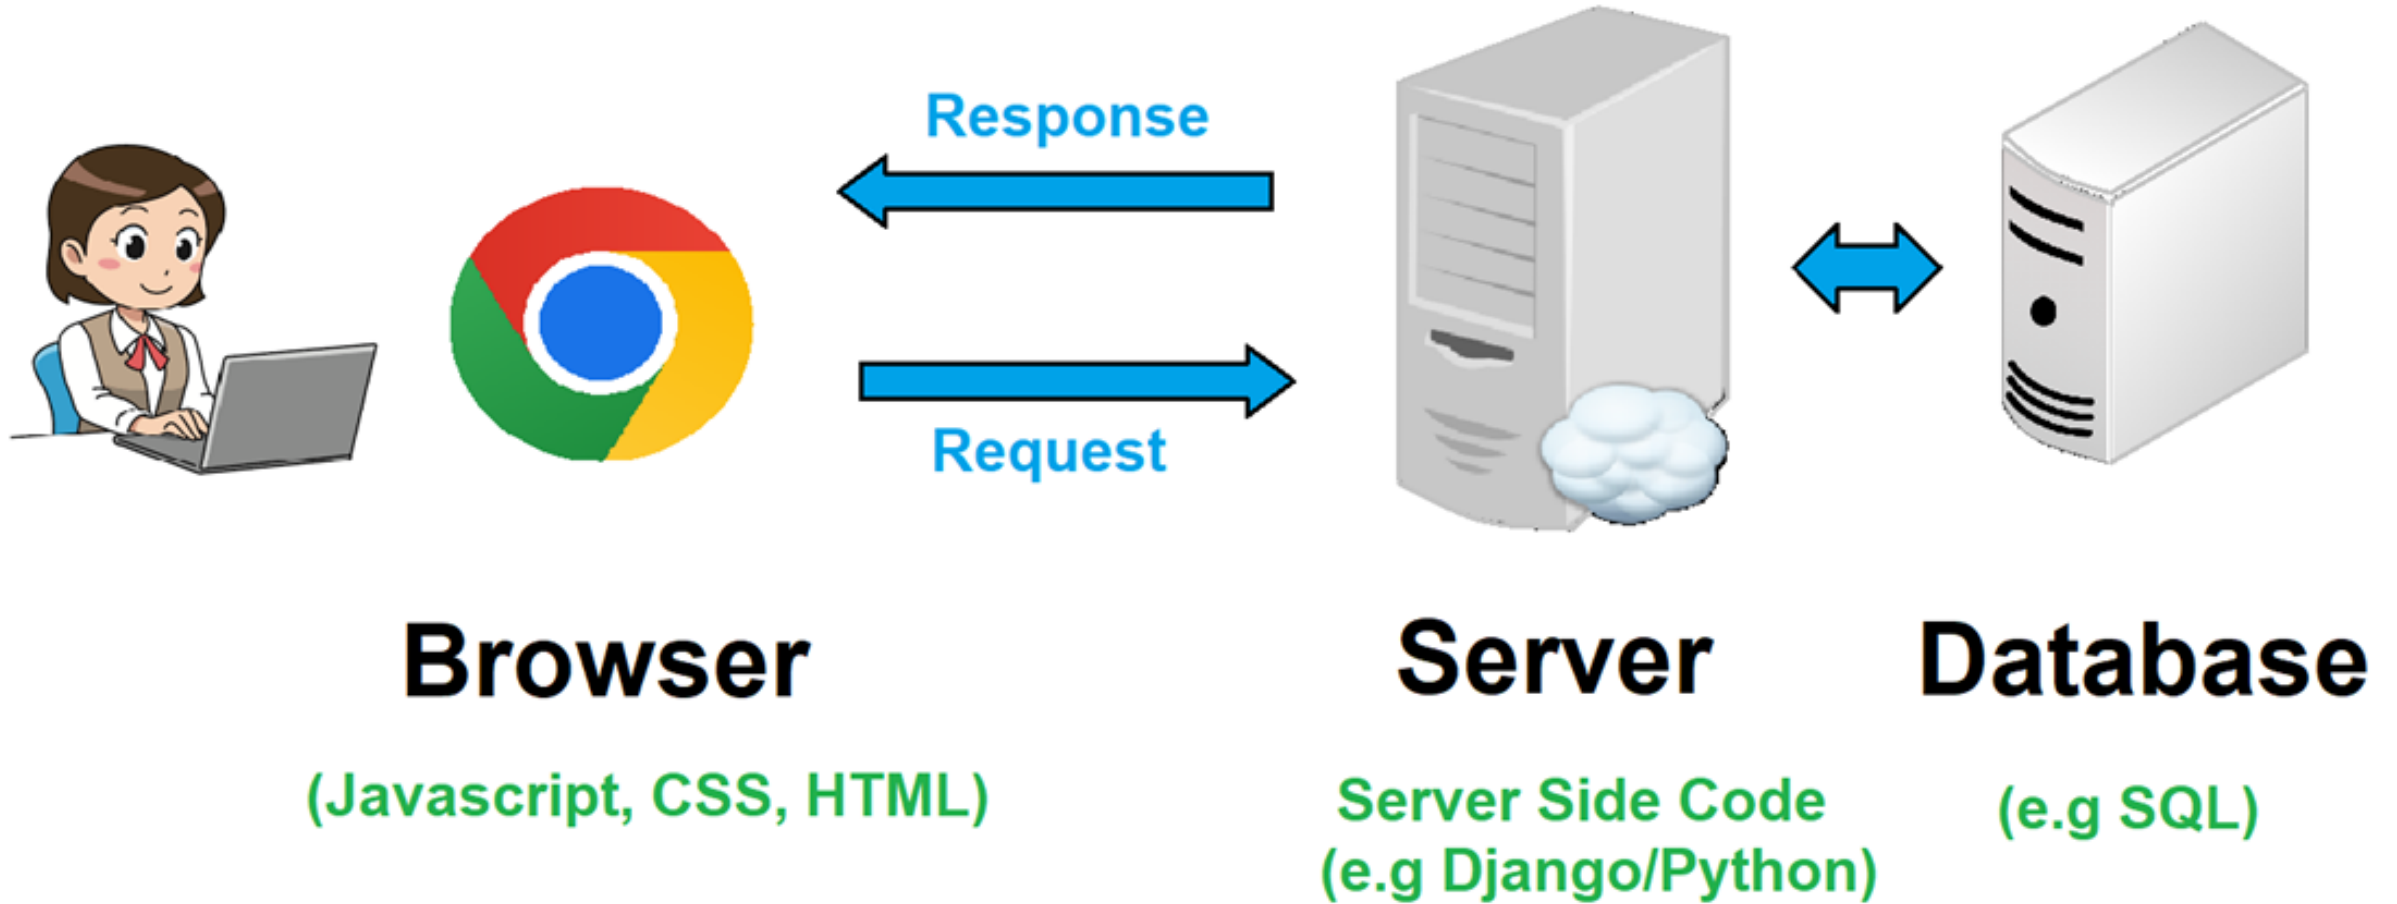 Response
Request
Browser
Server
Database
(Javascript, CSS, HTML)
Server Side Code
(e.g Django/Python)
(e.g SQL)